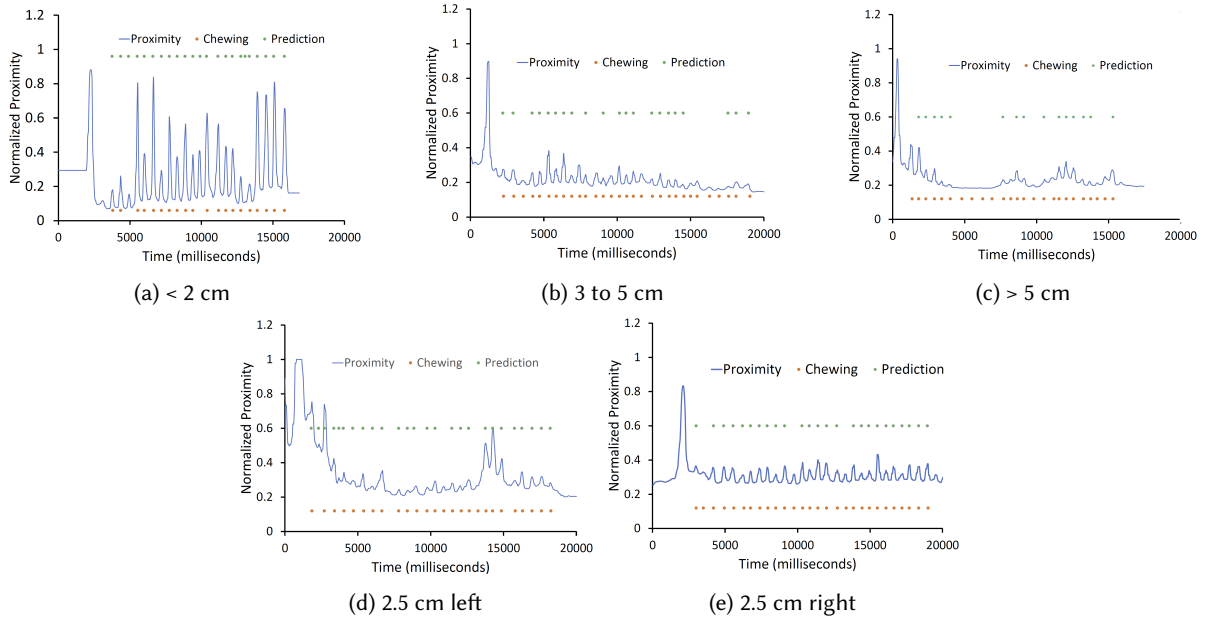 1.2
1
0.8
0.6
0.4
0.2
0
Normalized Proximity
Proximity Chewing Prediction
0 5000 10000 15000 20000
Time (milliseconds)
(a) < 2 cm
1.2
1
0.8
0.6
0.4
0.2
0
Normalized Proximity
Proximity Chewing Prediction
0 5000 10000 15000 20000
Time (milliseconds)
(b) 3 to 5 cm
1.2
1
0.8
0.6
0.4
0.2
0
Normalized Proximity
Proximity Chewing Prediction
0 5000 10000 15000 20000
Time (milliseconds)
(c) > 5 cm
1.2
1
0.8
0.6
0.4
0.2
0
Normalized Proximity
Proximity Chewing Prediction
0 5000 10000 15000 20000
Time (milliseconds)
(d) 2.5 cm left
1.2
1
0.8
0.6
0.4
0.2
0
Normalized Proximity
Proximity Chewing Prediction
0 5000 10000 15000 20000
Time (milliseconds)
(e) 2.5 cm right